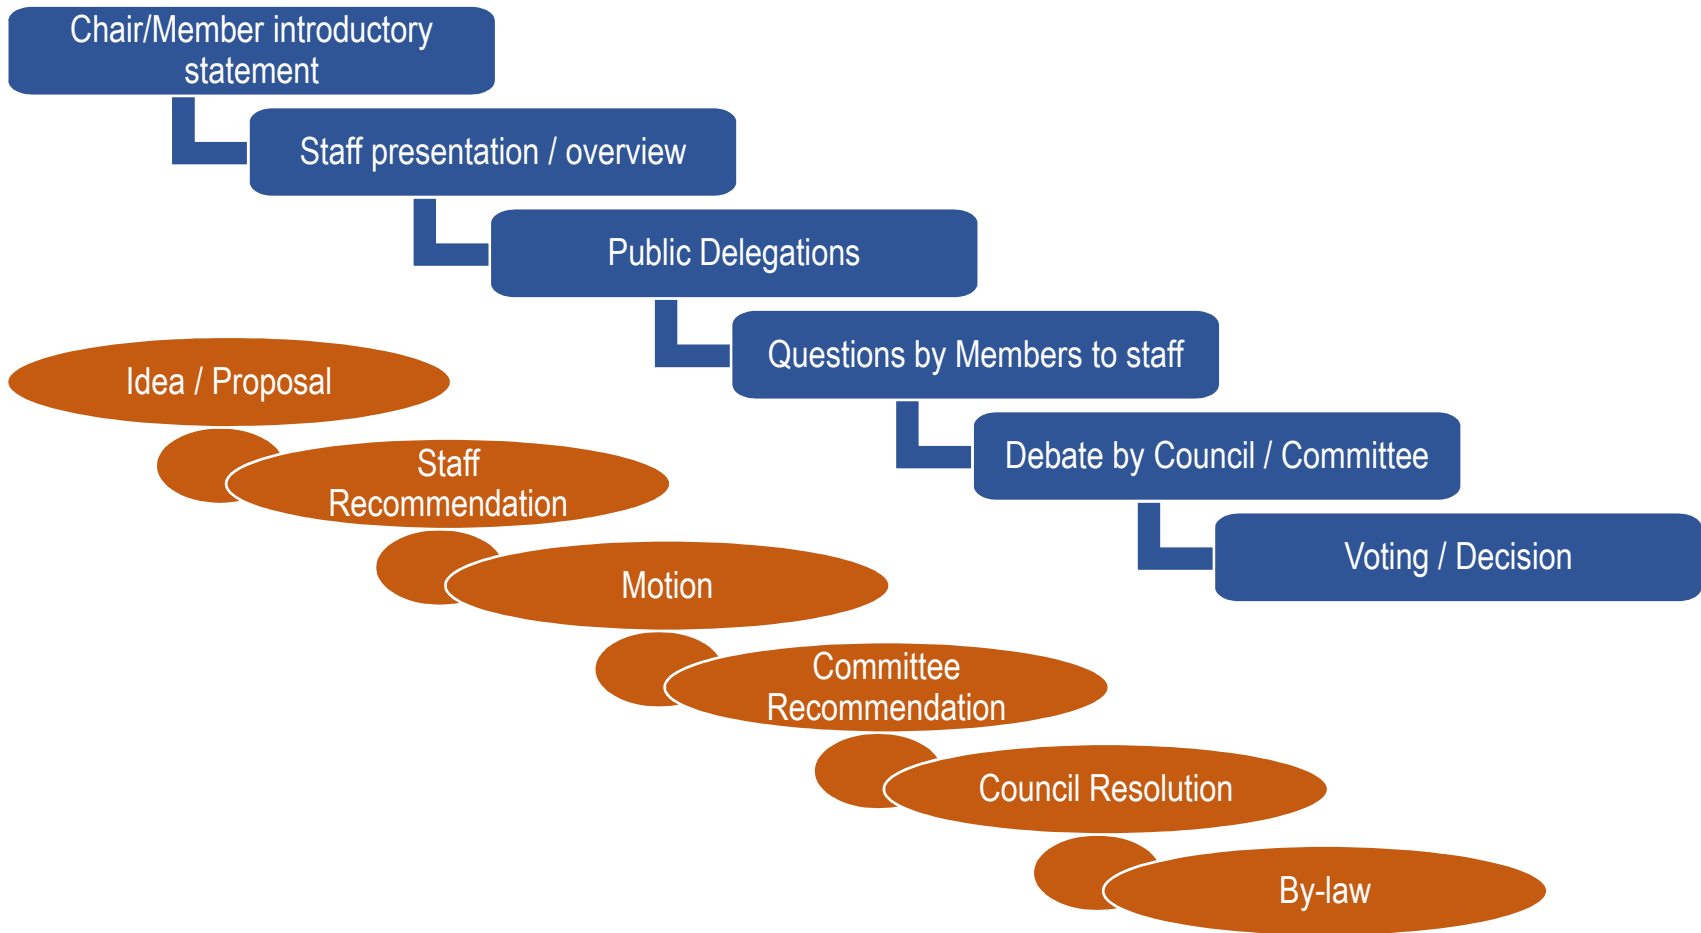 Chair/Member introductory
statement
Staff presentation / overview
Public Delegations
Questions by Members to staff
Debate by Council / Committee
Voting / Decision
Idea / Proposal
Staff
Recommendation
Motion
Committee
Recommendation
Council Resolution
By-law